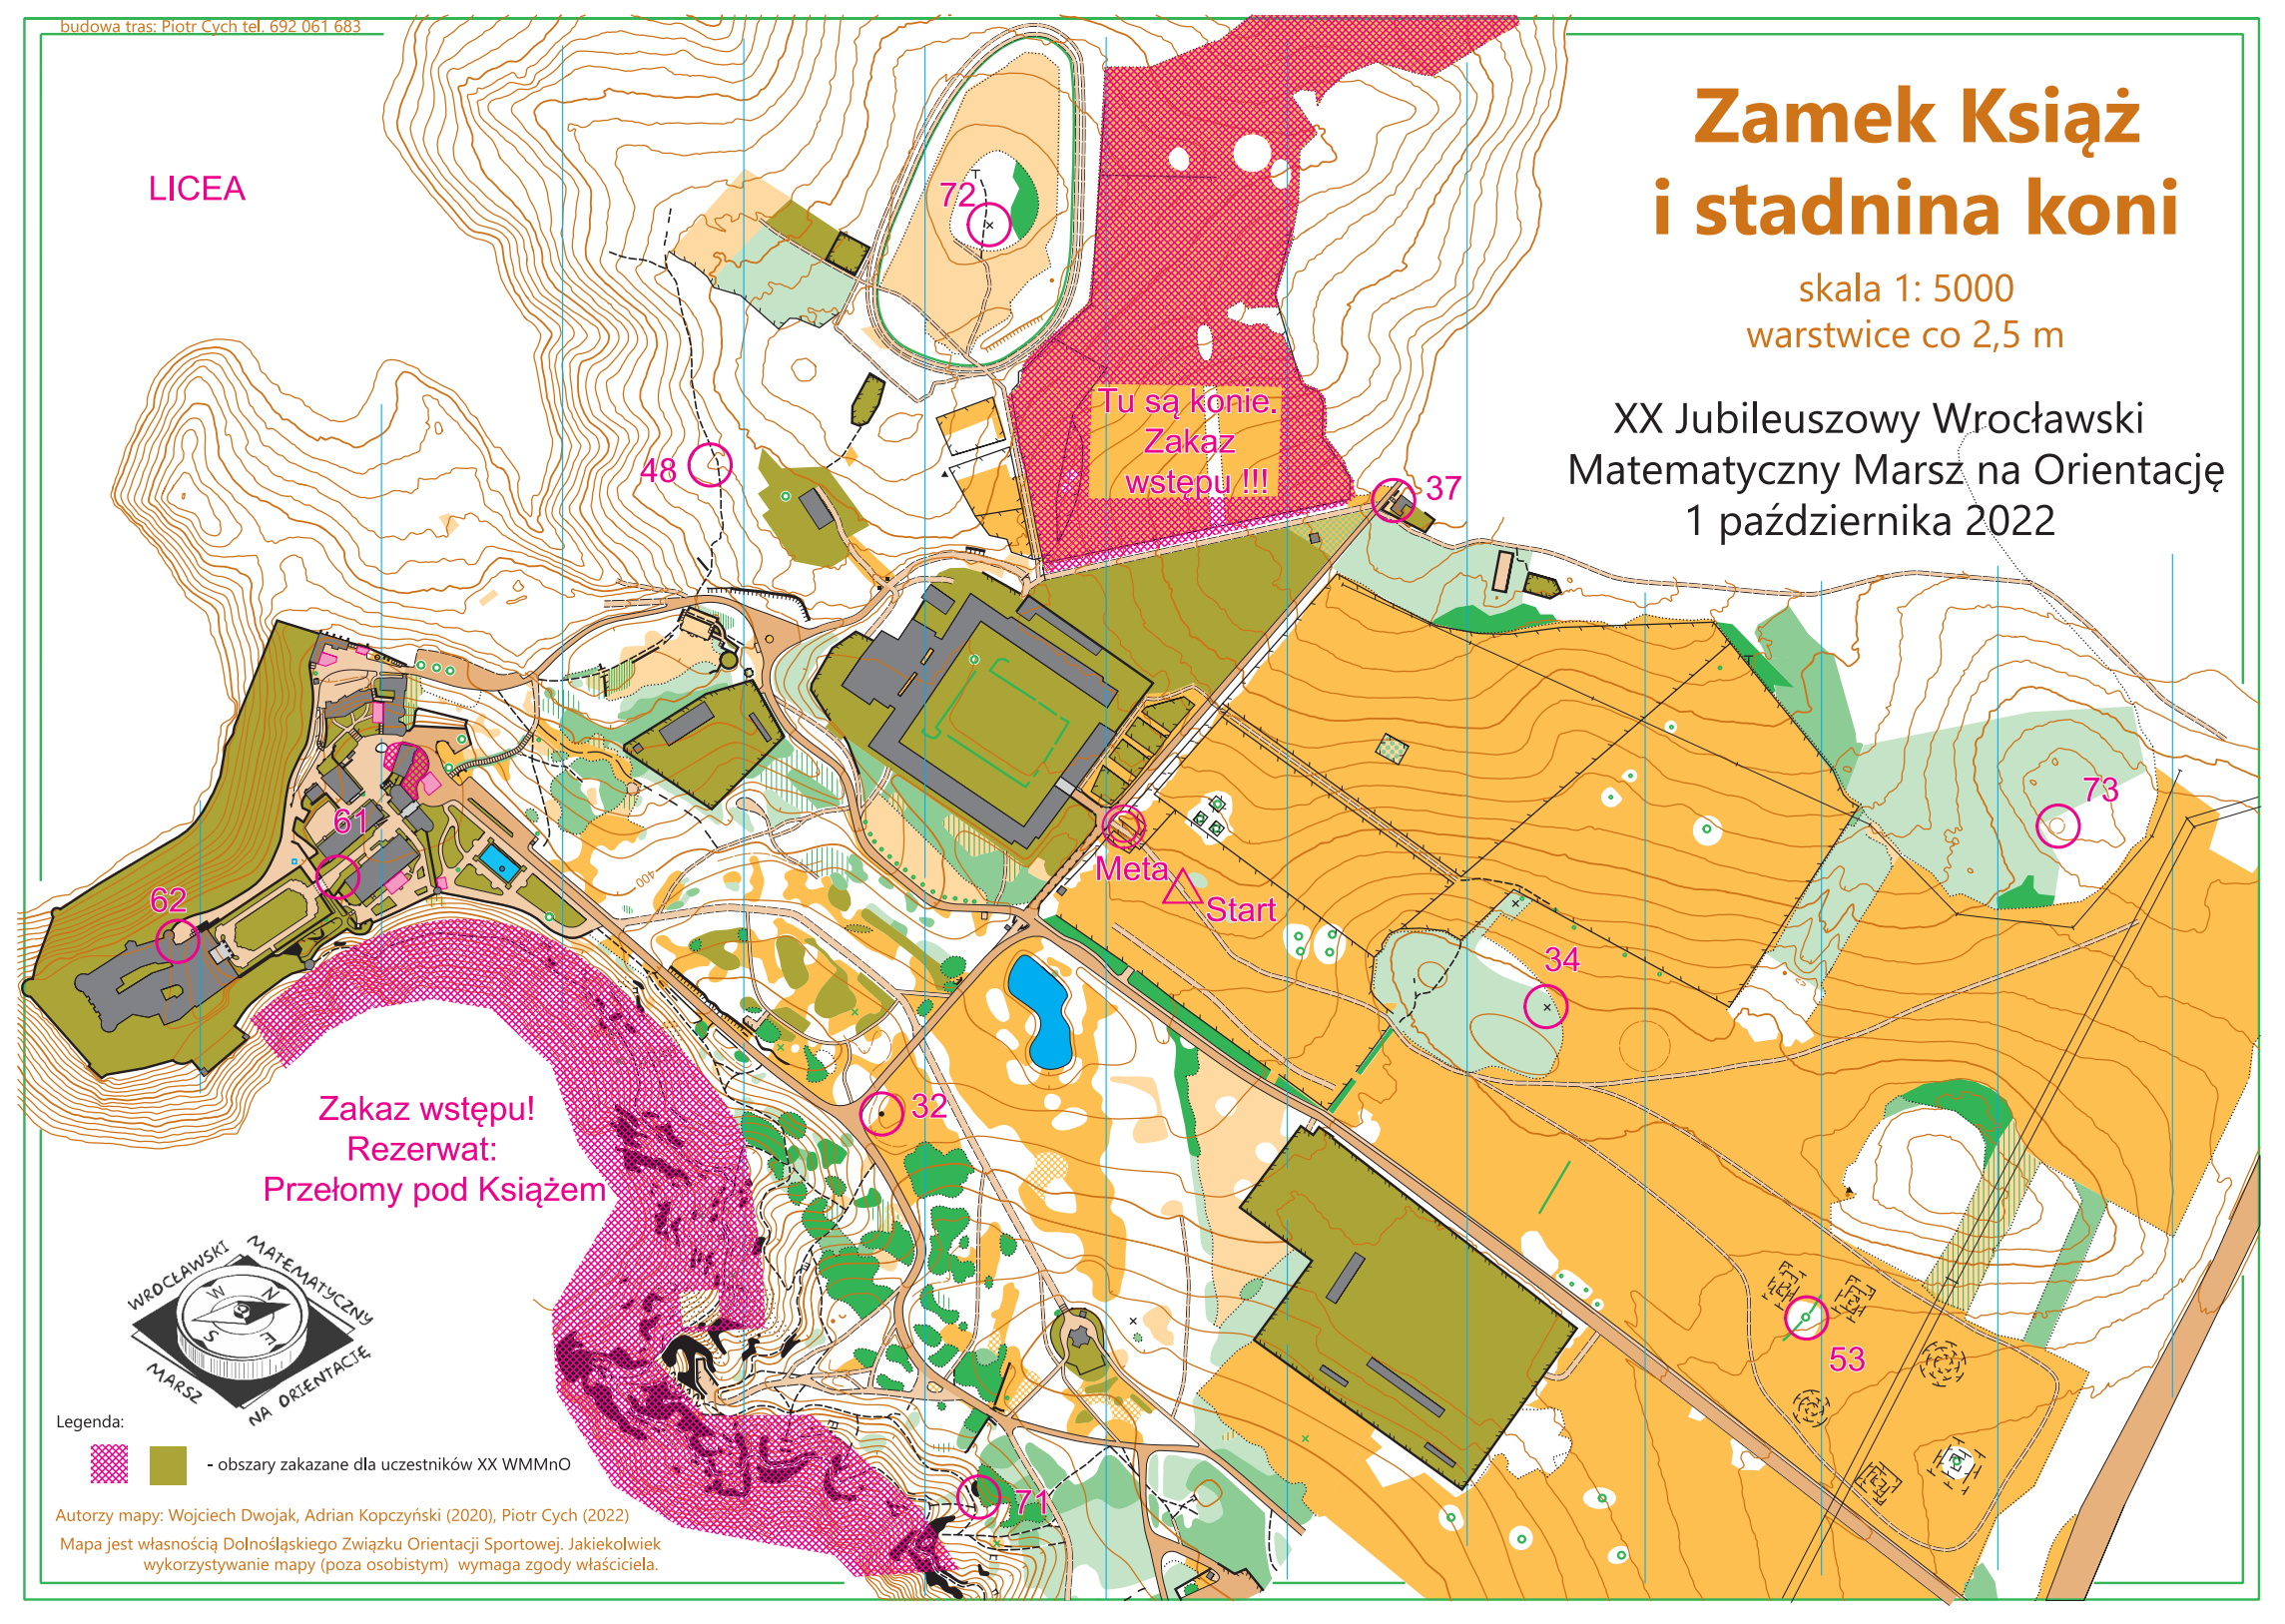 budowa tras: Piotr Cych tel. 692 061 683
LICEA
Zamek Książ
i stadnina koni
skala 1: 5000
warstwice co 2,5 m
XX Jubileuszowy Wrocławski
Matematyczny Marsz na Orientację
1 października 2022
72
Tu są konie.
Zakaz
wstępu !!!
48
37
73
61
62
400
Meta
Start
34
32
53
71
Zakaz wstępu!
Rezerwat:
Przełomy pod Książem
WROCŁAWSKI
MATEMATYCZNY
MARSZ
NA ORIENTACJĘ
W
N
S
E
Legenda:
- obszary zakazane dla uczestników XX WMMnO
Autorzy mapy: Wojciech Dwojak, Adrian Kopczyński (2020), Piotr Cych (2022)
Mapa jest własnością Dolnośląskiego Związku Orientacji Sportowej. Jakiekolwiek
wykorzystywanie mapy (poza osobistym) wymaga zgody właściciela.